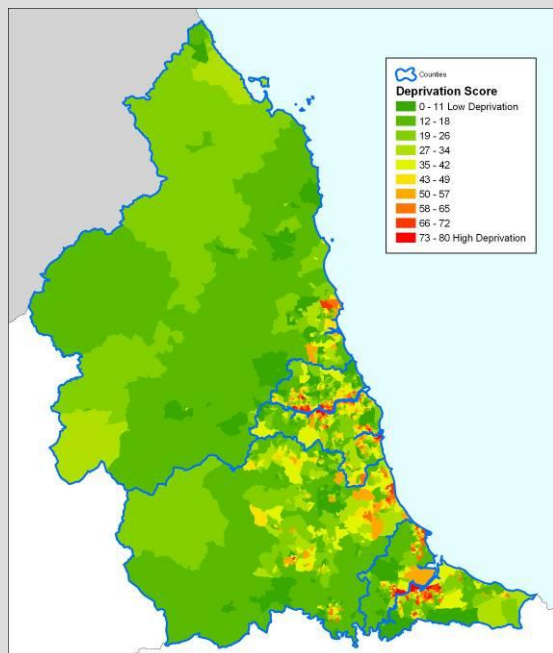 Counties
Deprivation Score
0 - 11 Low Deprivation
12 - 18
19 - 26
27 - 34
35 - 42
43 - 49
50 - 57
58 - 65
66 - 72
73 - 80 High Deprivation